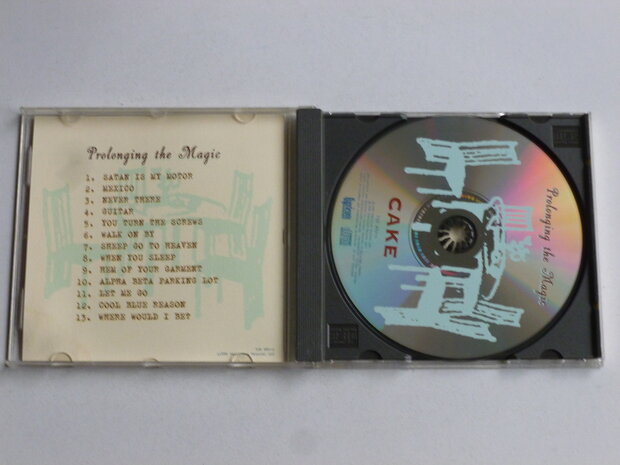 Prolonging the Magic
1. SATAN IS MY MOTOR
2. MEXICO
3. NEVER THERE
4. GUITAR
5. YOU TURN THE SCREWS
6. WALK ON BY
7. SHEEP GO TO HEAVEN
8. WHEN YOU SLEEP
9. HEM OF YOUR GARMENT
10. ALPHA BETA PARKING LOT
11. LET ME GO
12. COOL BLUE REASON
13. WHERE WOULD I BE?
Prolonging the Magic
CAKE